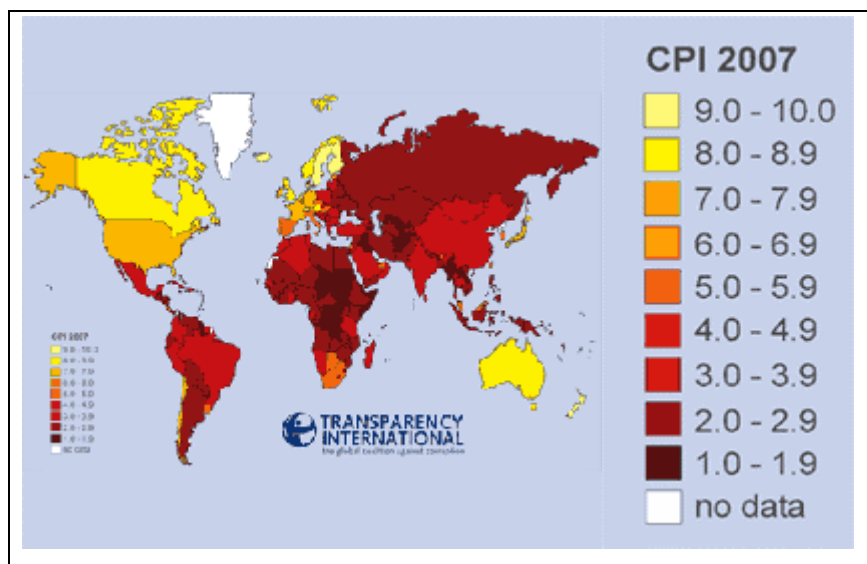 CPI 2007
9.0 - 10.0
8.0 - 8.9
7.0 - 7.9
6.0 - 6.9
5.0 - 5.9
4.0 - 4.9
3.0 - 3.9
2.0 - 2.9
1.0 - 1.9
no data
CPI 2007
no data
TRANSPARENCY
INTERNATIONAL
the global coalition against corruption